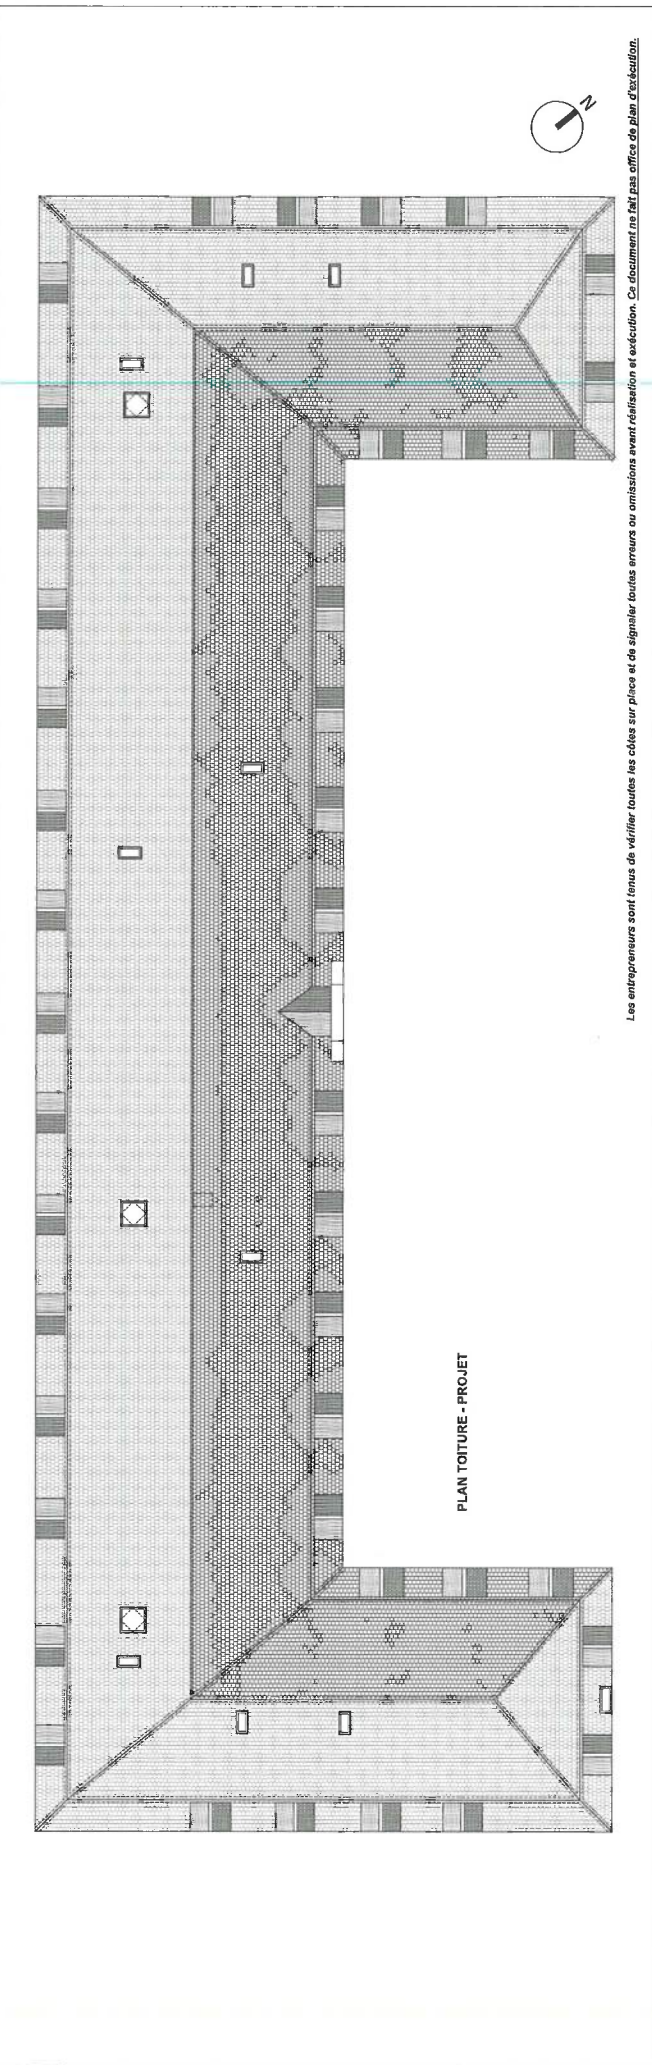 N
Les entrepreneurs sont tenus de vérifier toutes les côtes sur place et de signaler toutes erreurs ou omissions avant réalisation et exécution. Ce document ne fait pas office de plan d'exécution.
PLAN TOITURE - PROJET